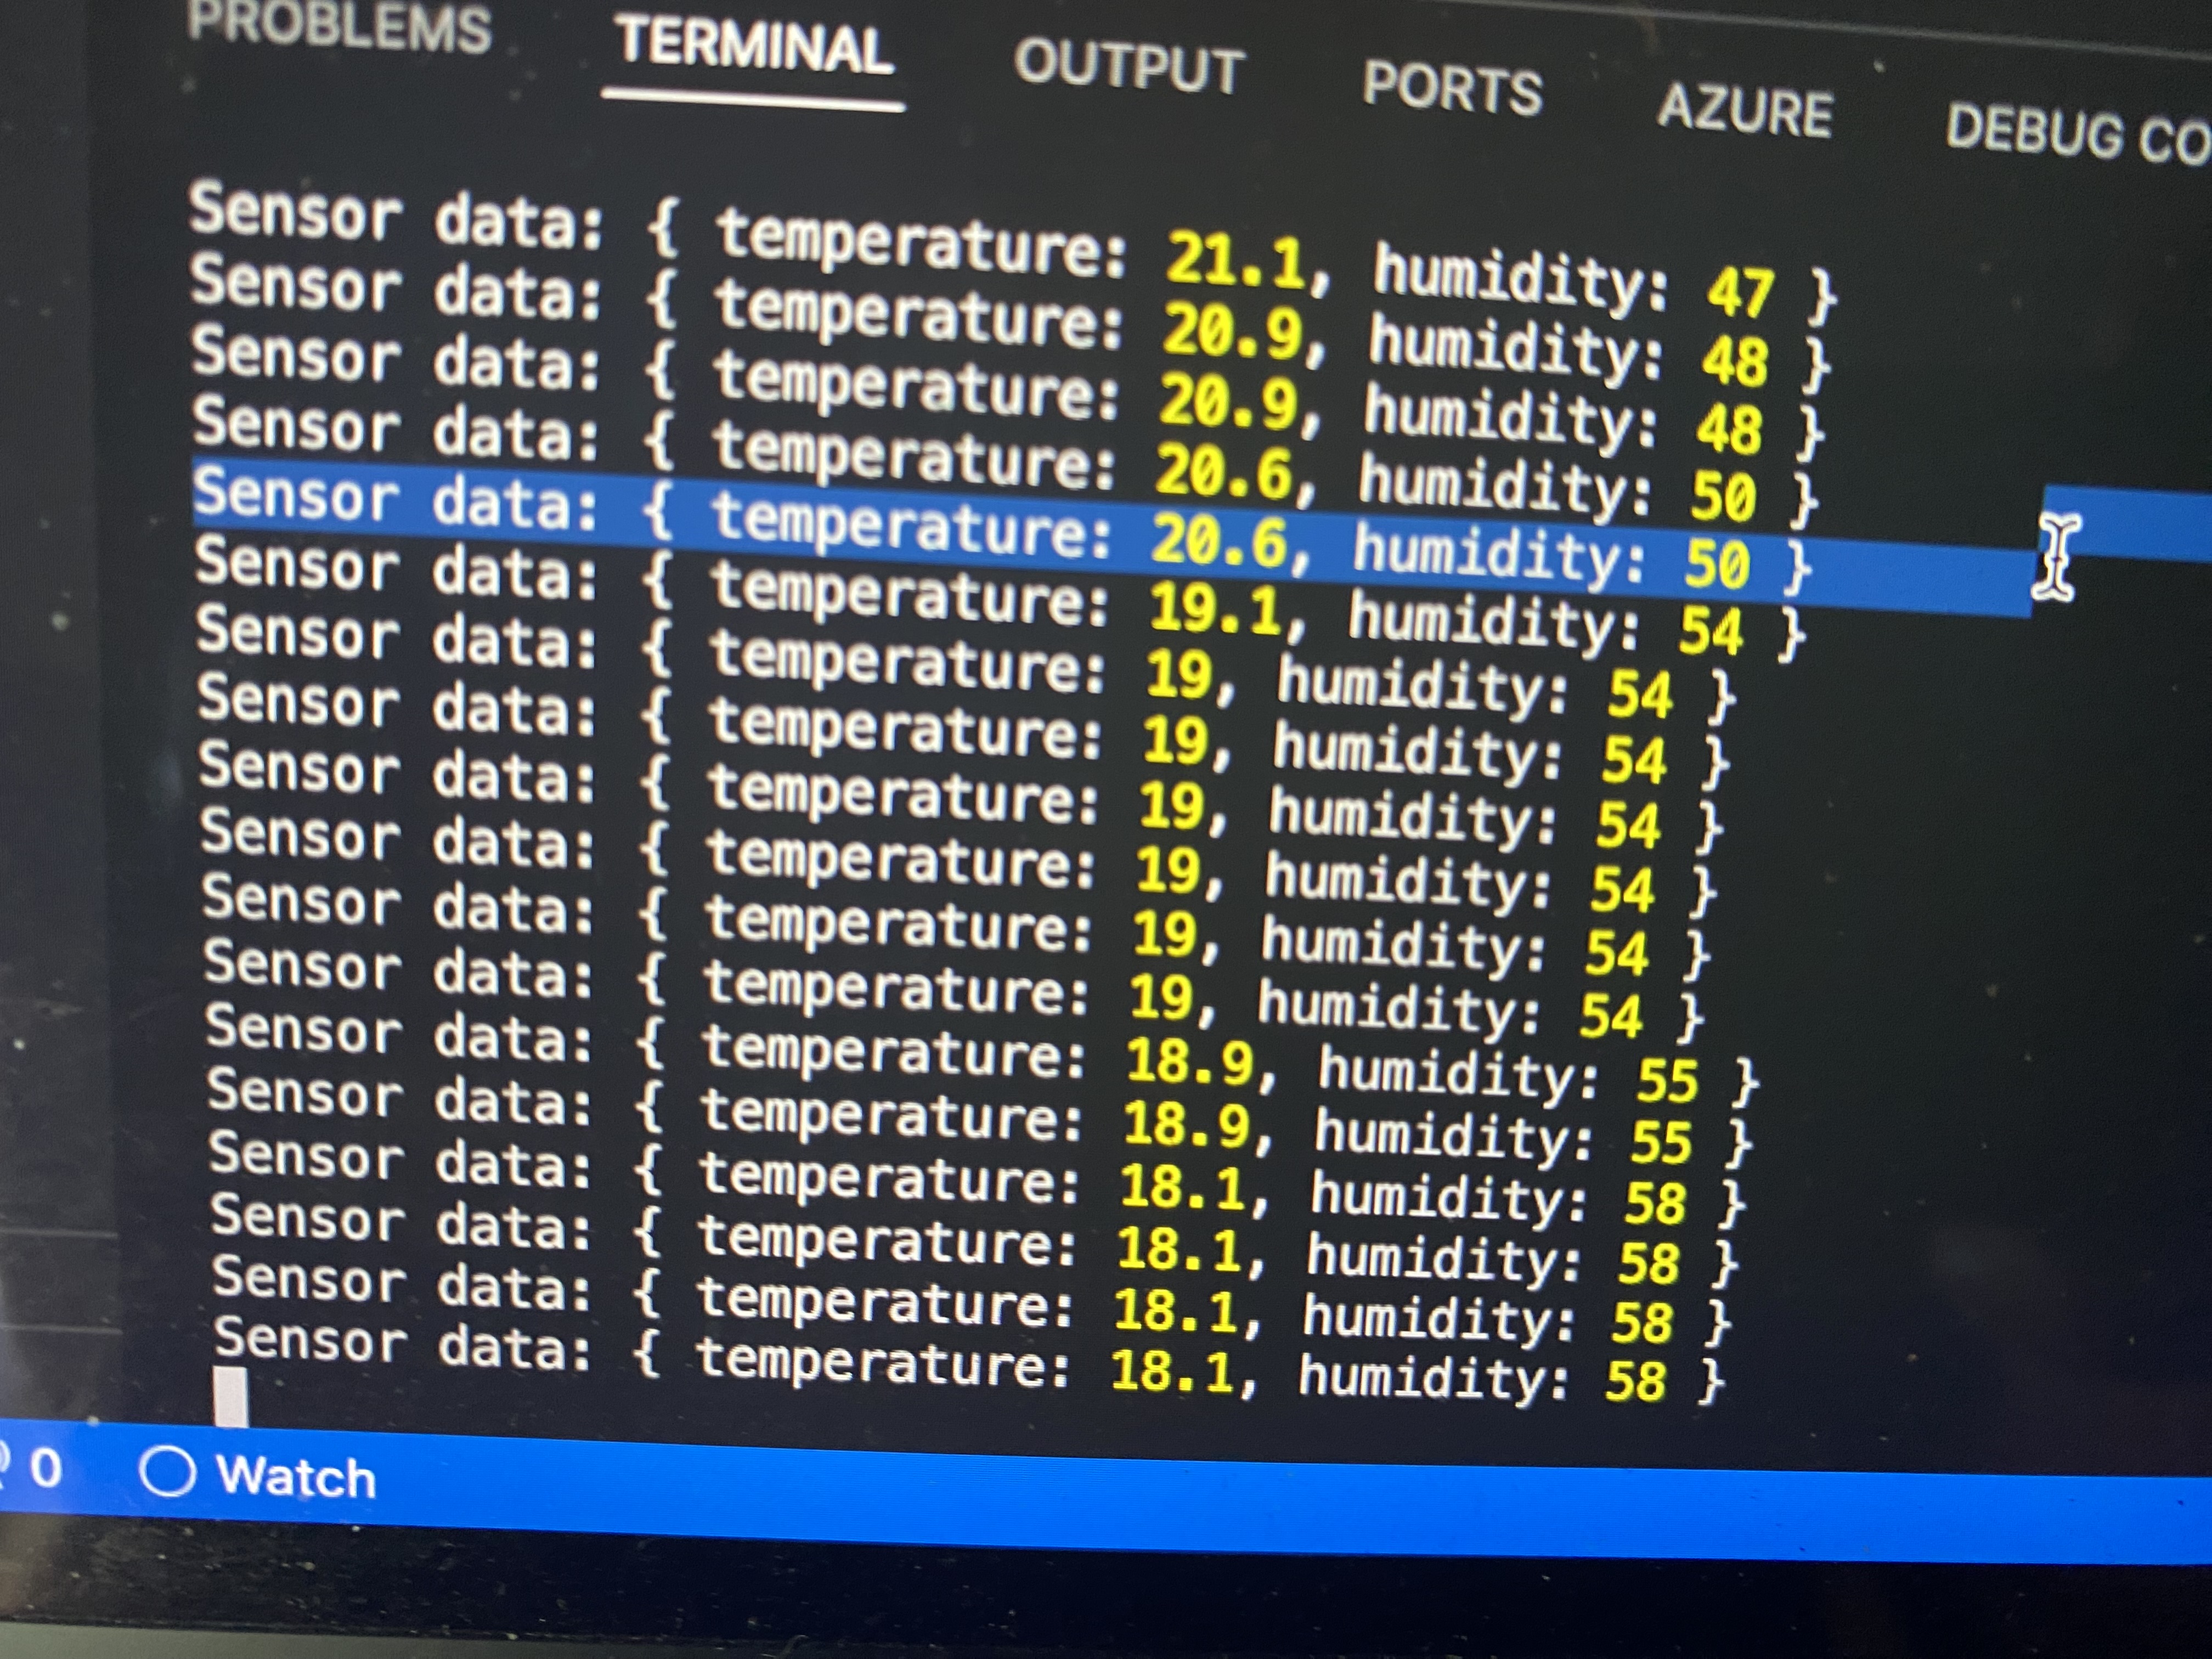 PROBLEMS TERMINAL OUTPUT PORTS AZURE DEBUG CO
Sensor data: { temperature: 21.1, humidity: 47 }
Sensor data: { temperature: 20.9, humidity: 48 }
Sensor data: { temperature: 20.9, humidity: 48 }
Sensor data: { temperature: 20.6, humidity: 50 }
Sensor data: { temperature: 20.6, humidity: 50 }
Sensor data: { temperature: 19.1, humidity: 54 }
Sensor data: { temperature: 19, humidity: 54 }
Sensor data: { temperature: 19, humidity: 54 }
Sensor data: { temperature: 19, humidity: 54 }
Sensor data: { temperature: 19, humidity: 54 }
Sensor data: { temperature: 19, humidity: 54 }
Sensor data: { temperature: 19, humidity: 54 }
Sensor data: { temperature: 18.9, humidity: 55 }
Sensor data: { temperature: 18.9, humidity: 55 }
Sensor data: { temperature: 18.1, humidity: 58 }
Sensor data: { temperature: 18.1, humidity: 58 }
Sensor data: { temperature: 18.1, humidity: 58 }
Sensor data: { temperature: 18.1, humidity: 58 }
0 Watch